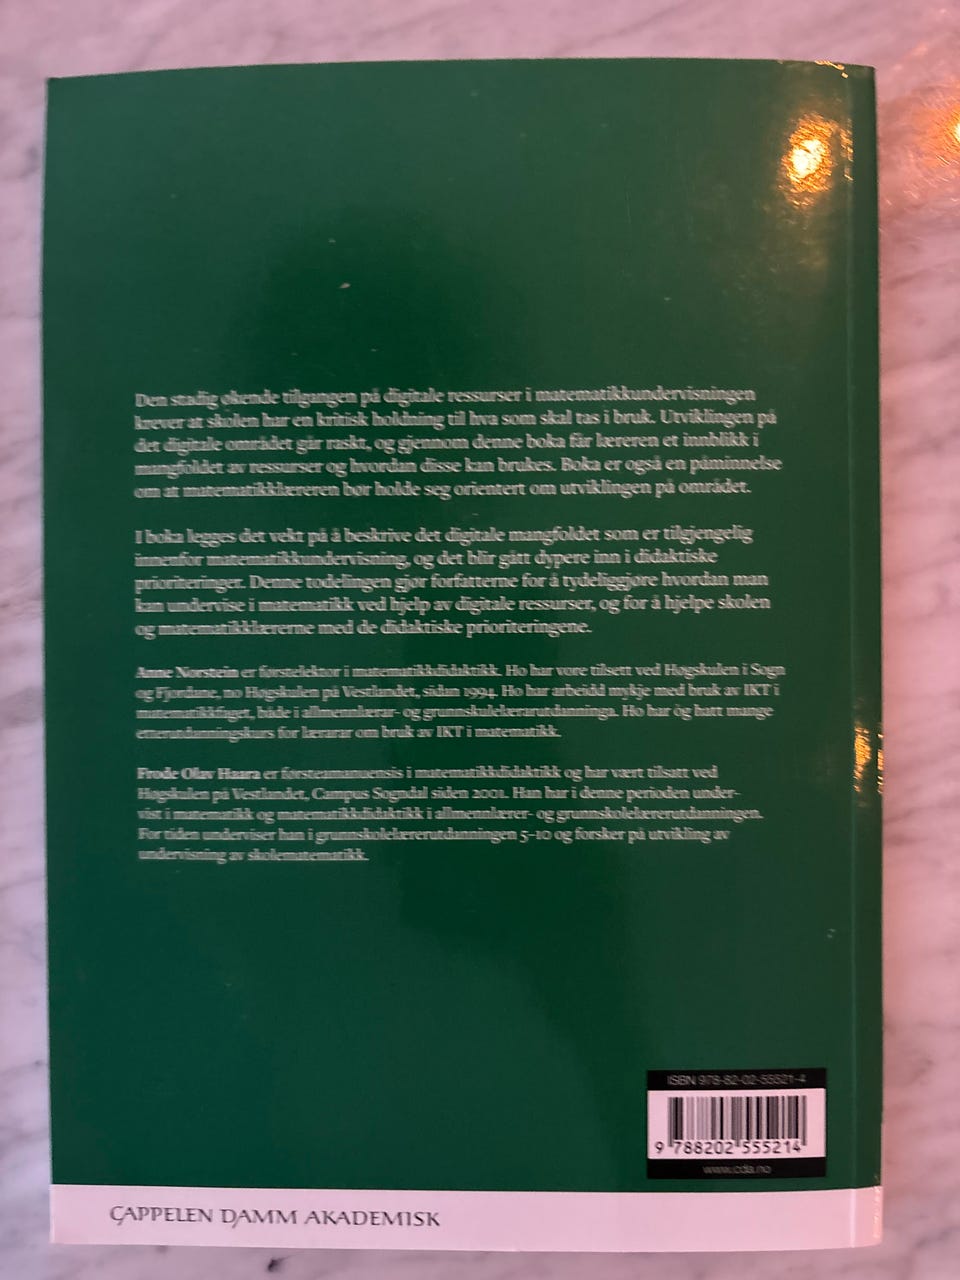 Den stadig økende tilgangen på digitale ressurser i matematikkundervisningen
krever at skolen har en kritisk holdning til hva som skal tas i bruk. Utviklingen på
det digitale området går raskt, og gjennom denne boka får læreren et innblikk i
mangfoldet av ressurser og hvordan disse kan brukes. Boka er også en påminnelse
om at matematikklæreren bør holde seg orientert om utviklingen på området.
I boka legges det vekt på å beskrive det digitale mangfoldet som er tilgjengelig
innenfor matematikkundervisning, og det blir gått dypere inn i didaktiske
prioriteringer. Denne todelingen gjør forfatterne for å tydeliggjøre hvordan man
kan undervise i matematikk ved hjelp av digitale ressurser, og for å hjelpe skolen
og matematikklærerne med de didaktiske prioriteringene.
Anne Norstein er førstelektor i matematikkdidaktikk. Ho har vore tilsett ved Høgskulen i Sogn
og Fjordane, no Høgskulen på Vestlandet, sidan 1994. Ho har arbeidd mykje med bruk av IKT i
matematikkfaget, både i allmennlærar- og grunnskulelærarutdanninga. Ho har òg hatt mange
etterutdanningskurs for lærarar om bruk av IKT i matematikk.
Frode Olav Haara er førsteamanuensis i matematikkdidaktikk og har vært tilsatt ved
Høgskulen på Vestlandet, Campus Sogndal siden 2001. Han har i denne perioden under-
vist i matematikk og matematikkdidaktikk i allmennlærer- og grunnskolelærerutdanningen.
For tiden underviser han i grunnskolelærerutdanningen 5–10 og forsker på utvikling av
undervisning av skolematematikk.
ISBN 978-82-02-55521-4
9 788202 555214
www.cda.no
CAPPELEN DAMM AKADEMISK